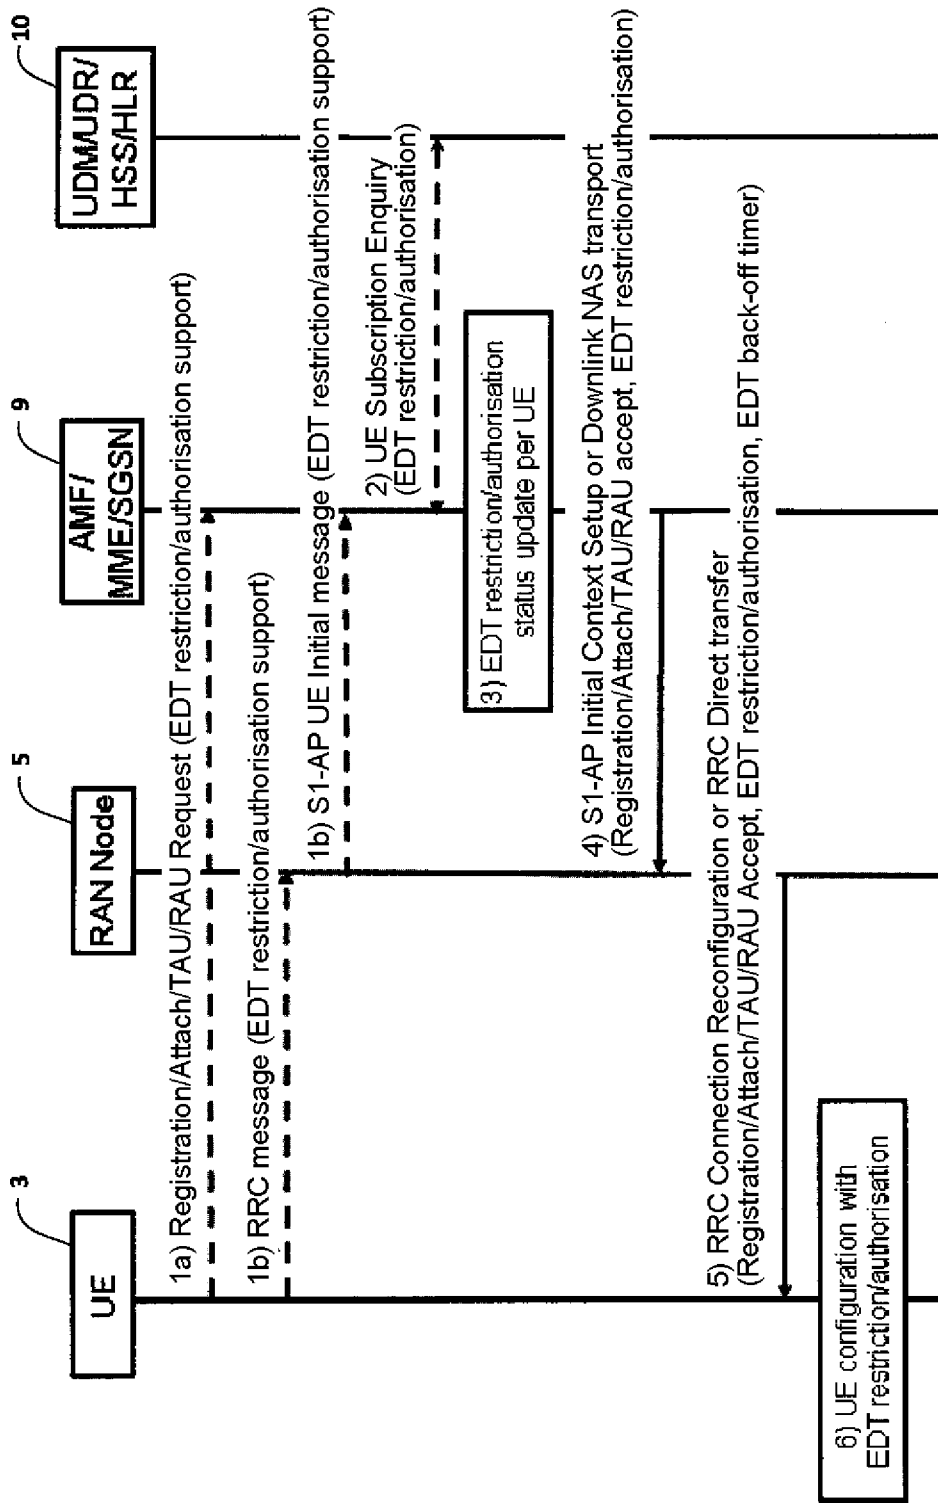 3
UE
5
RAN Node
9
AMF/
MME/SGSN
10
UDM/UDR/
HSS/HLR
1a) Registration/Attach/TAU/RAU Request (EDT restriction/authorisation support)
1b) RRC message (EDT restriction/authorisation support)
1b) S1-AP UE Initial message (EDT restriction/authorisation support)
2) UE Subscription Enquiry
(EDT restriction/authorisation)
3) EDT restriction/authorisation
status update per UE
4) S1-AP Initial Context Setup or Downlink NAS transport
(Registration/Attach/TAU/RAU accept, EDT restriction/authorisation)
5) RRC Connection Reconfiguration or RRC Direct transfer
(Registration/Attach/TAU/RAU Accept, EDT restriction/authorisation, EDT back-off timer)
6) UE configuration with
EDT restriction/authorisation